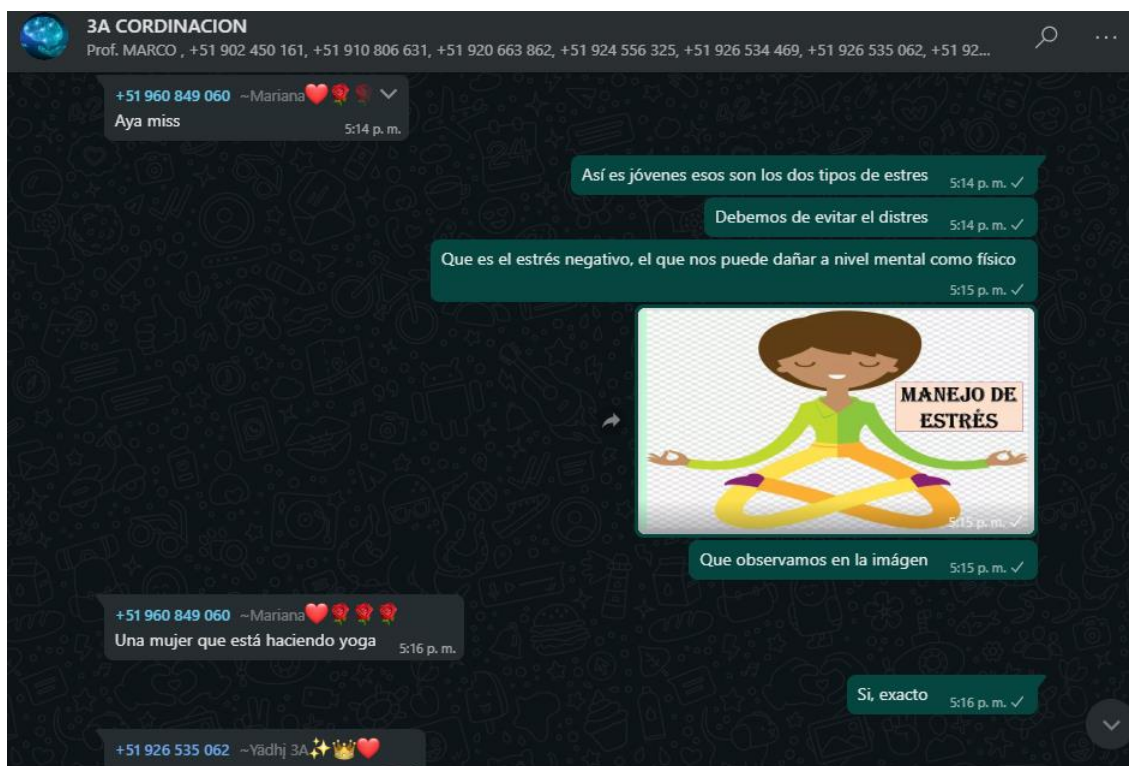 3A CORDINACION
Prof. MARCO , +51 902 450 161, +51 910 806 631, +51 920 663 862, +51 924 556 325, +51 926 534 469, +51 926 535 062, +51 92...
+51 960 849 060 ~Mariana❤️🌹🌹
Aya miss
5:14 p. m.
Así es jóvenes esos son los dos tipos de estres 5:14 p. m.
Debemos de evitar el distres 5:14 p. m.
Que es el estrés negativo, el que nos puede dañar a nivel mental como físico
5:15 p. m.
MANEJO DE
ESTRÉS
5:15 p. m.
Que observamos en la imágen 5:15 p. m.
+51 960 849 060 ~Mariana❤️🌹🌹🌹
Una mujer que está haciendo yoga 5:16 p. m.
Si, exacto 5:16 p. m.
+51 926 535 062 ~Yädhj 3A✨👑❤️